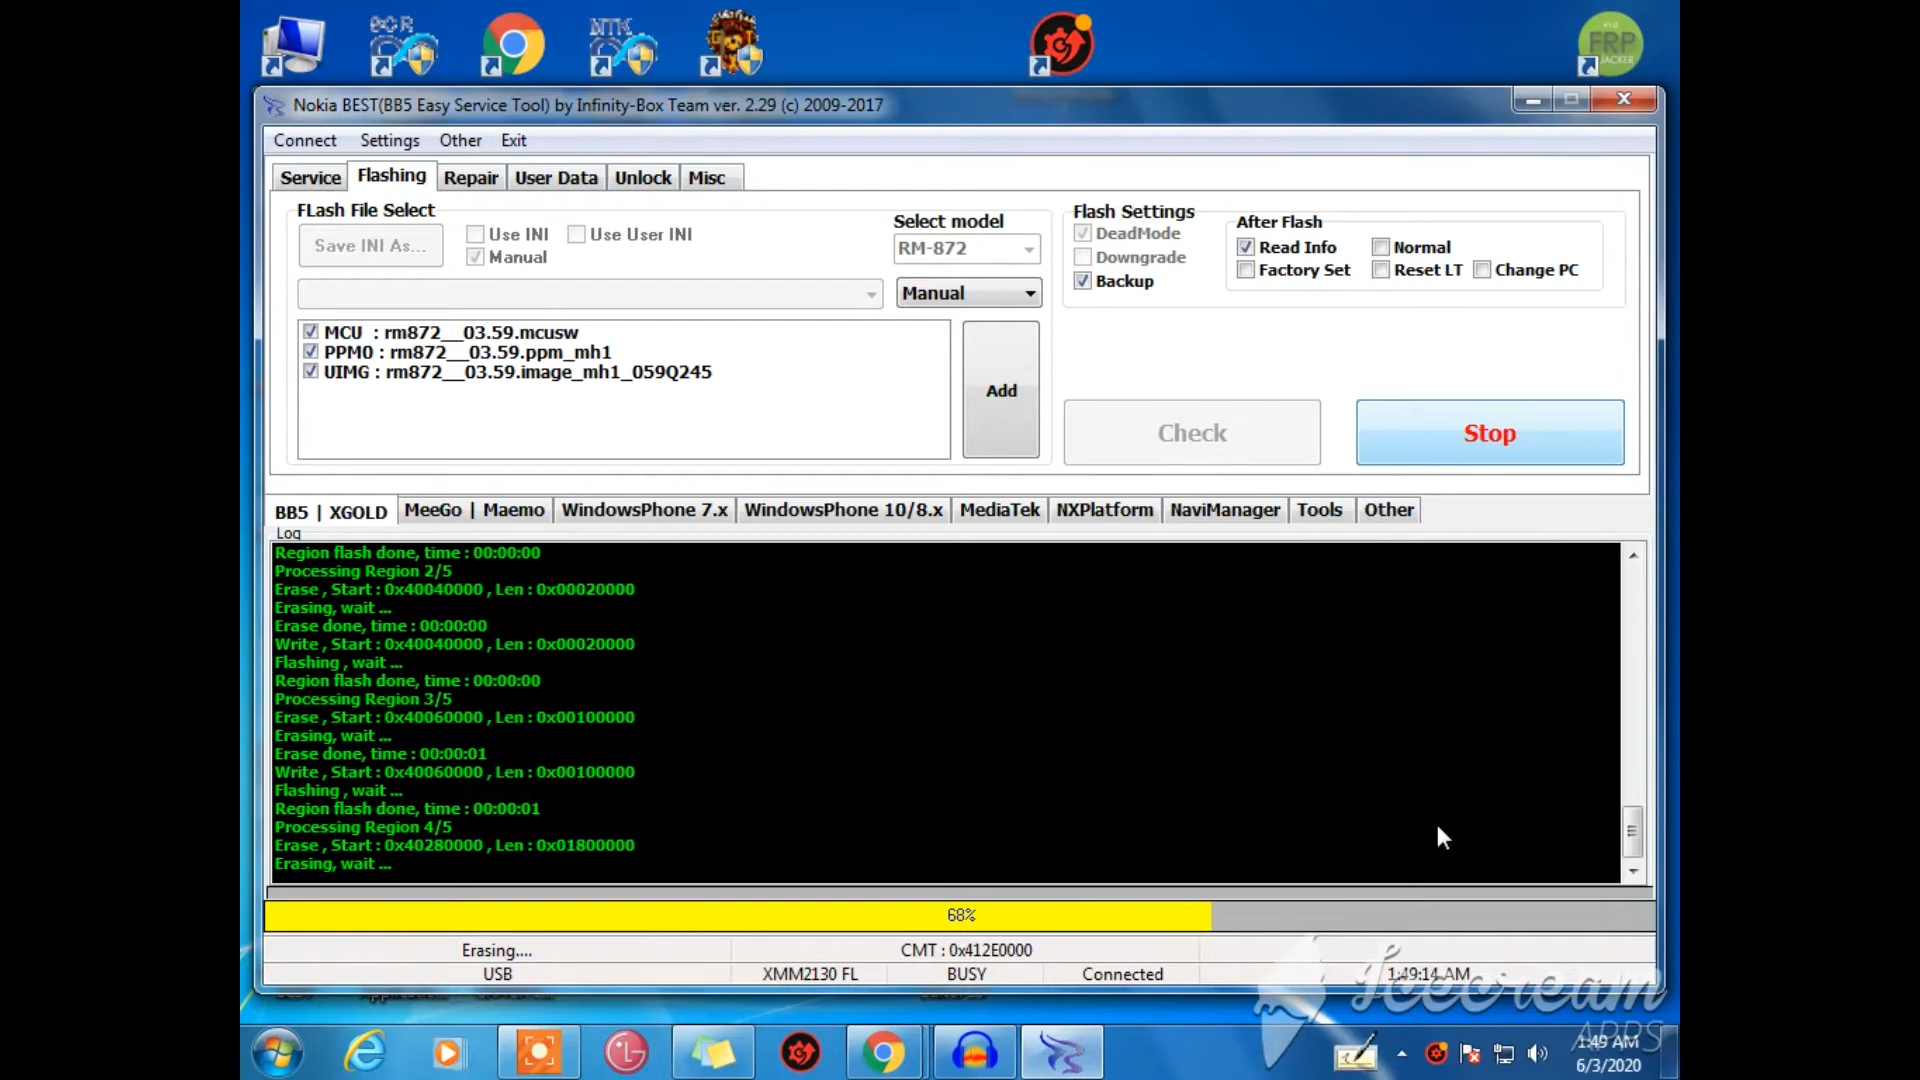 BCR
MTK
V1.0
FRP
JACKER
Nokia BEST(BB5 Easy Service Tool) by Infinity-Box Team ver. 2.29 (c) 2009-2017
Connect Settings Other Exit
Service Flashing Repair User Data Unlock Misc
FLash File Select
Save INI As...
Use INI
Use User INI
Manual
Select model
RM-872
Manual
Flash Settings
DeadMode
Downgrade
Backup
After Flash
Read Info
Normal
Factory Set
Reset LT
Change PC
MCU : rm872__03.59.mcusw
PPM0 : rm872__03.59.ppm_mh1
UIMG : rm872__03.59.image_mh1_059Q245
Add
Check
Stop
BB5 | XGOLD MeeGo | Maemo WindowsPhone 7.x WindowsPhone 10/8.x MediaTek NXPlatform NaviManager Tools Other
Log
Region flash done, time : 00:00:00
Processing Region 2/5
Erase , Start : 0x40040000 , Len : 0x00020000
Erasing, wait ...
Erase done, time : 00:00:00
Write , Start : 0x40040000 , Len : 0x00020000
Flashing , wait ...
Region flash done, time : 00:00:00
Processing Region 3/5
Erase , Start : 0x40060000 , Len : 0x00100000
Erasing, wait ...
Erase done, time : 00:00:01
Write , Start : 0x40060000 , Len : 0x00100000
Flashing , wait ...
Region flash done, time : 00:00:01
Processing Region 4/5
Erase , Start : 0x40280000 , Len : 0x01800000
Erasing, wait ...
68%
Erasing.... CMT : 0x412E0000
USB XMM2130 FL BUSY Connected 1:49:14 AM
Icecream
APPS
1:49 AM
6/3/2020